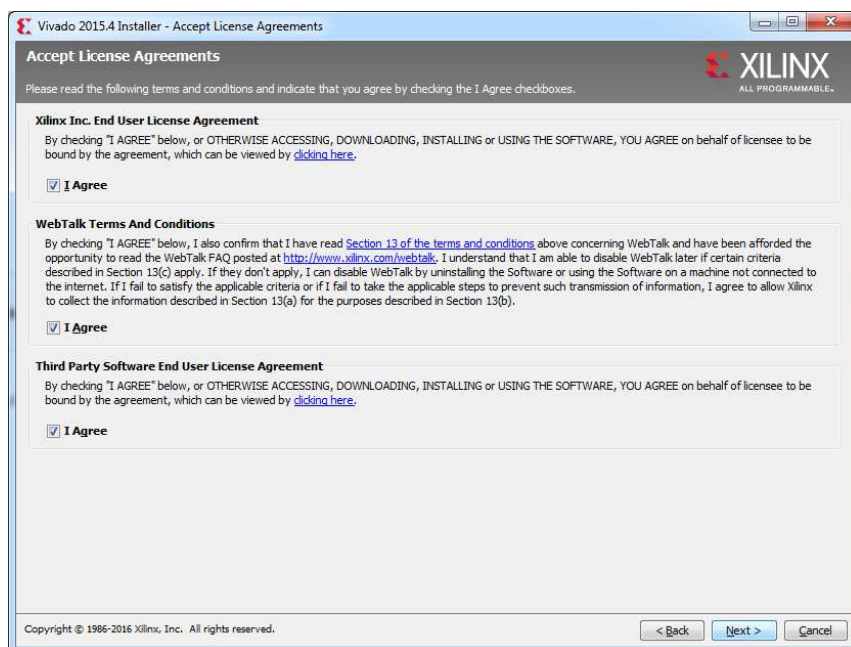 Vivado 2015.4 Installer - Accept License Agreements
Accept License Agreements
XILINX
ALL PROGRAMMABLE™
Please read the following terms and conditions and indicate that you agree by checking the I Agree checkboxes.
Xilinx Inc. End User License Agreement
By checking "I AGREE" below, or OTHERWISE ACCESSING, DOWNLOADING, INSTALLING or USING THE SOFTWARE, YOU AGREE on behalf of licensee to be
bound by the agreement, which can be viewed by clicking here.
I Agree
WebTalk Terms And Conditions
By checking "I AGREE" below, I also confirm that I have read Section 13 of the terms and conditions above concerning WebTalk and have been afforded the
opportunity to read the WebTalk FAQ posted at http://www.xilinx.com/webtalk. I understand that I am able to disable WebTalk later if certain criteria
described in Section 13(c) apply. If they don't apply, I can disable WebTalk by uninstalling the Software or using the Software on a machine not connected to
the internet. If I fail to satisfy the applicable criteria or if I fail to take the applicable steps to prevent such transmission of information, I agree to allow Xilinx
to collect the information described in Section 13(a) for the purposes described in Section 13(b).
I Agree
Third Party Software End User License Agreement
By checking "I AGREE" below, or OTHERWISE ACCESSING, DOWNLOADING, INSTALLING or USING THE SOFTWARE, YOU AGREE on behalf of licensee to be
bound by the agreement, which can be viewed by clicking here.
I Agree
Copyright © 1986-2016 Xilinx, Inc. All rights reserved.
< Back
Next >
Cancel